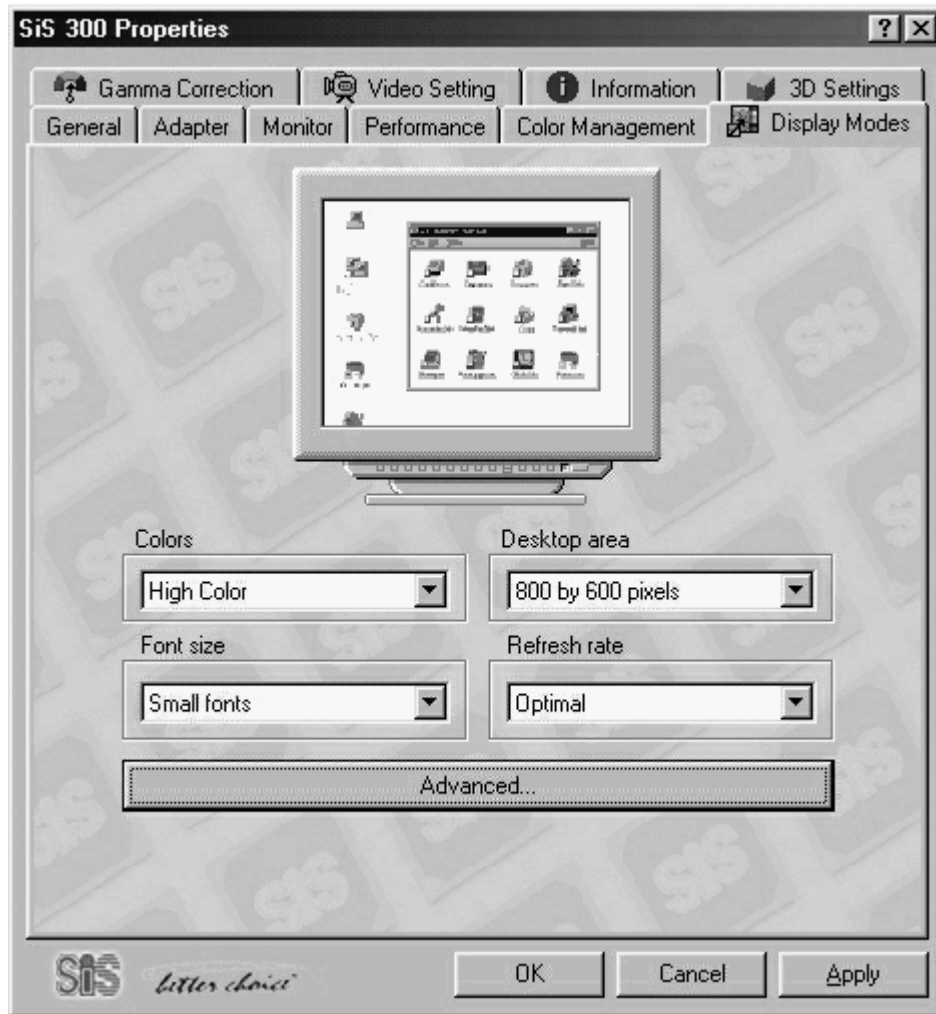 SiS 300 Properties
Gamma Correction Video Setting Information 3D Settings
General Adapter Monitor Performance Color Management Display Modes
Colors Desktop area
High Color 800 by 600 pixels
Font size Refresh rate
Small fonts Optimal
Advanced...
SiS better choice OK Cancel Apply